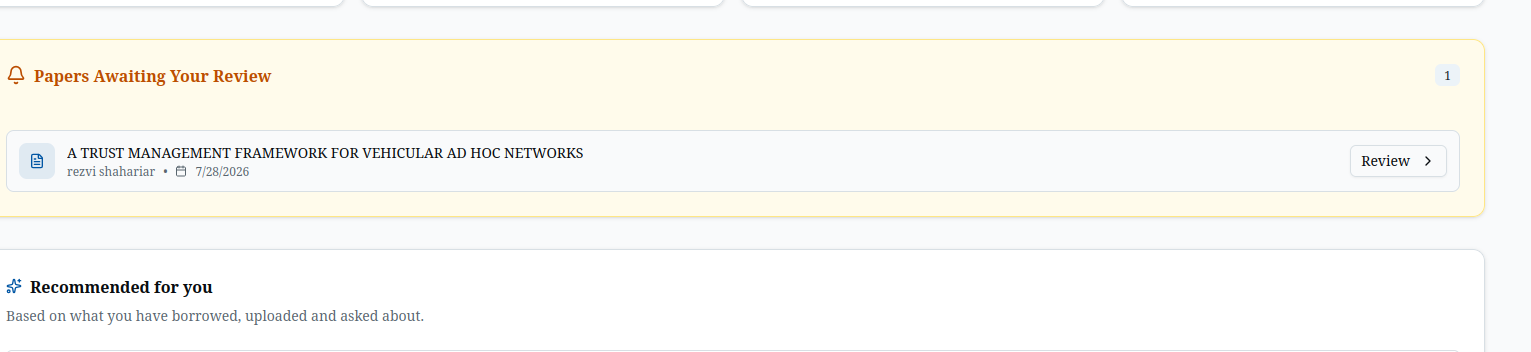 Papers Awaiting Your Review
1
A TRUST MANAGEMENT FRAMEWORK FOR VEHICULAR AD HOC NETWORKS
rezvi shahariar • 7/28/2026
Review
Recommended for you
Based on what you have borrowed, uploaded and asked about.